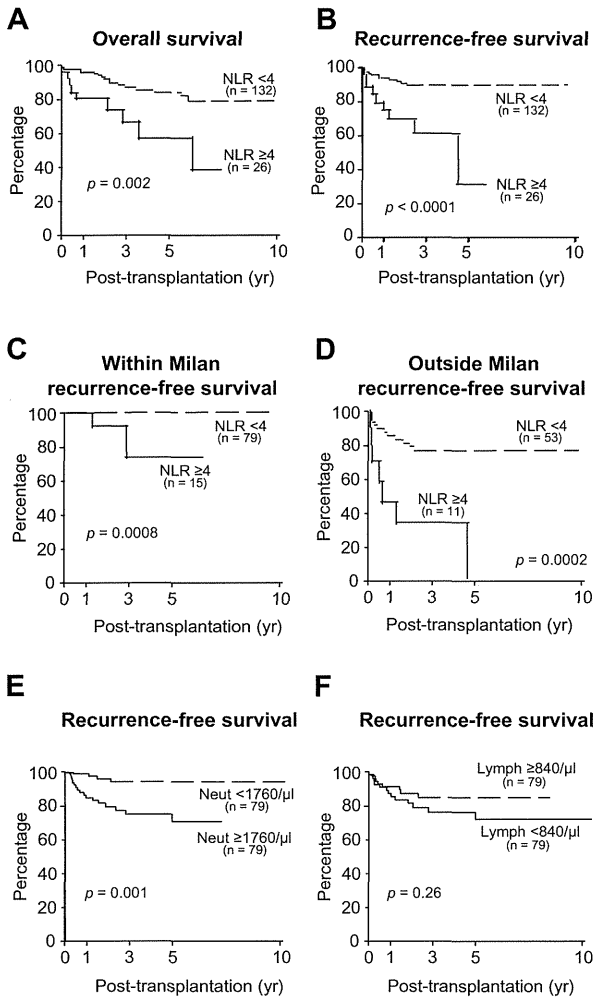 A
Overall survival
Percentage
100
80
60
40
20
0
NLR <4
(n = 132)
NLR ≥4
(n = 26)
p = 0.002
0 1 3 5 10
Post-transplantation (yr)
B
Recurrence-free survival
Percentage
100
80
60
40
20
0
NLR <4
(n = 132)
NLR ≥4
(n = 26)
p < 0.0001
0 1 3 5 10
Post-transplantation (yr)
C
Within Milan
recurrence-free survival
Percentage
100
80
60
40
20
0
NLR <4
(n = 79)
NLR ≥4
(n = 15)
p = 0.0008
0 1 3 5 10
Post-transplantation (yr)
D
Outside Milan
recurrence-free survival
Percentage
100
80
60
40
20
0
NLR <4
(n = 53)
NLR ≥4
(n = 11)
p = 0.0002
0 1 3 5 10
Post-transplantation (yr)
E
Recurrence-free survival
Percentage
100
80
60
40
20
0
Neut <1760/µl
(n = 79)
Neut ≥1760/µl
(n = 79)
p = 0.001
0 1 3 5 10
Post-transplantation (yr)
F
Recurrence-free survival
Percentage
100
80
60
40
20
0
Lymph ≥840/µl
(n = 79)
Lymph <840/µl
(n = 79)
p = 0.26
0 1 3 5 10
Post-transplantation (yr)